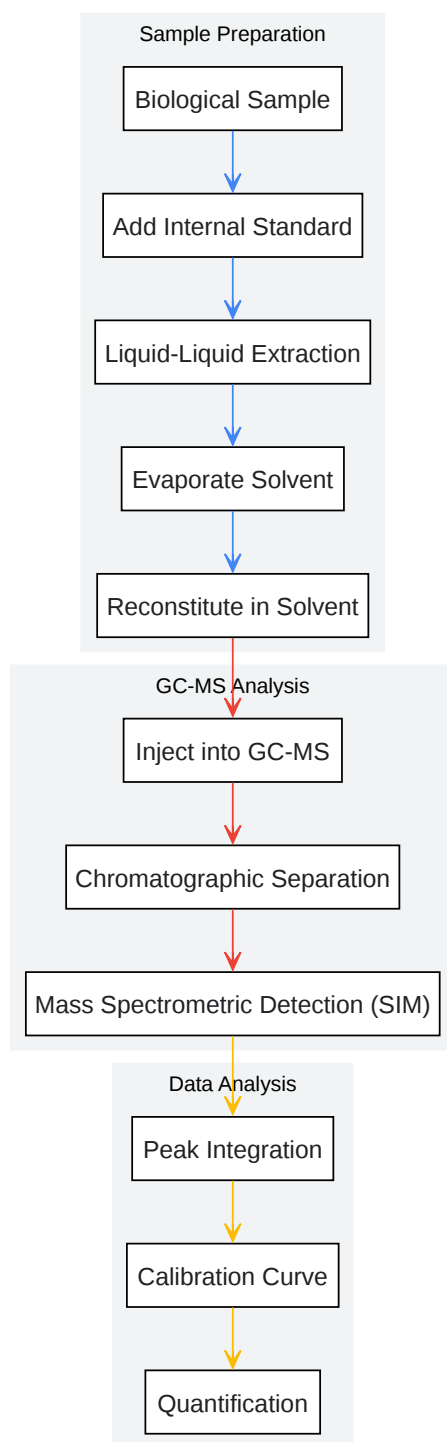 Sample Preparation
Biological Sample
Add Internal Standard
Liquid-Liquid Extraction
Evaporate Solvent
Reconstitute in Solvent
GC-MS Analysis
Inject into GC-MS
Chromatographic Separation
Mass Spectrometric Detection (SIM)
Data Analysis
Peak Integration
Calibration Curve
Quantification